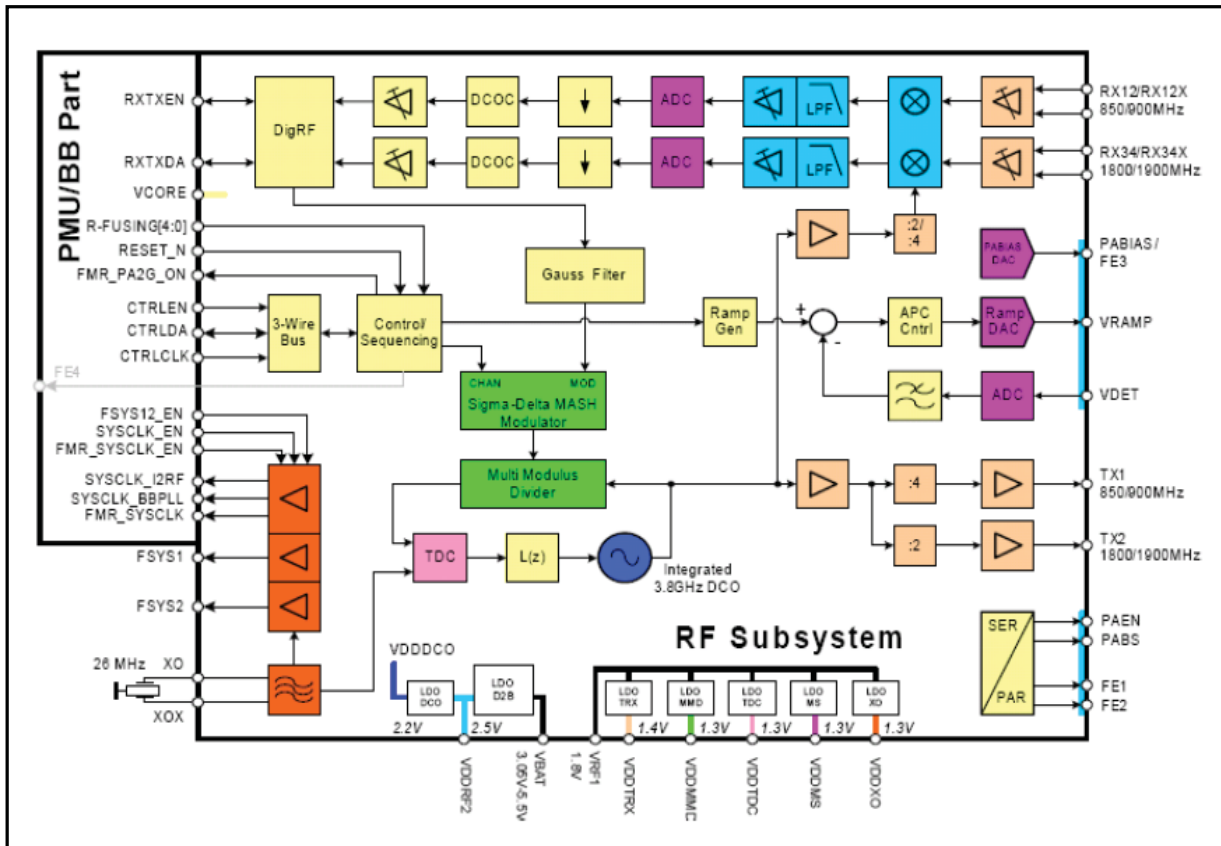 PMU/BB Part
RXTXEN
RXTXDA
VCORE
R-FUSING[4:0]
RESET_N
FMR_PA2G_ON
CTRLEN
CTRLDA
CTRLCLK
FE4
FSYS12_EN
SYSCLK_EN
FMR_SYSCLK_EN
SYSCLK_I2RF
SYSCLK_BBPLL
FMR_SYSCLK
FSYS1
FSYS2
26 MHz
XO
XOX
DigRF
DCOC
ADC
LPF
DCOC
ADC
LPF
RX12/RX12X
850/900MHz
RX34/RX34X
1800/1900MHz
:2/
:4
PABIAS
DAC
PABIAS/
FE3
Gauss Filter
3-Wire
Bus
Control/
Sequencing
Ramp
Gen
+
-
APC
Cntrl
Ramp
DAC
VRAMP
ADC
VDET
CHAN
MOD
Sigma-Delta MASH
Modulator
Multi Modulus
Divider
TDC
L(z)
Integrated
3.8GHz DCO
:4
TX1
850/900MHz
:2
TX2
1800/1900MHz
RF Subsystem
SER
PAR
PAEN
PABS
FE1
FE2
VDDDCO
LDO
DCO
LDO
D2B
LDO
TRX
LDO
MMD
LDO
TDC
LDO
MS
LDO
XO
2.2V
2.5V
1.4V
1.3V
1.3V
1.3V
1.3V
VDDRF2
VBAT
3.05V-5.5V
VRF1
1.8V
VDDTRX
VDDMMC
VDDTDC
VDDMS
VDDXO